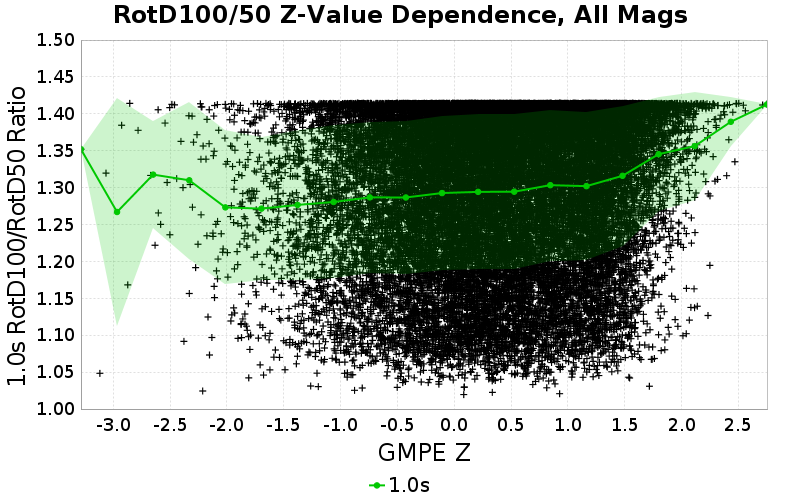 RotD100/50 Z-Value Dependence, All Mags
1.0s RotD100/RotD50 Ratio
1.50
1.45
1.40
1.35
1.30
1.25
1.20
1.15
1.10
1.05
1.00
-3.0 -2.5 -2.0 -1.5 -1.0 -0.5 0.0 0.5 1.0 1.5 2.0 2.5
GMPE Z
1.0s